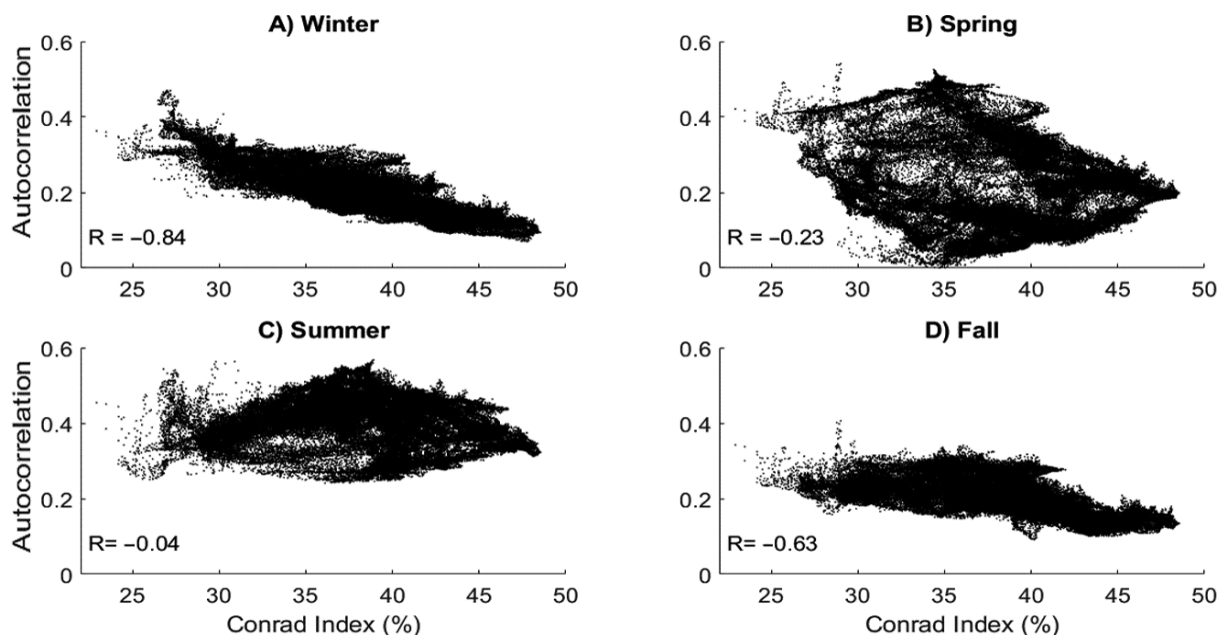 A) Winter
Autocorrelation
0.6
0.4
0.2
0
R = −0.84
25 30 35 40 45 50
B) Spring
0.6
0.4
0.2
0
R = −0.23
25 30 35 40 45 50
C) Summer
Autocorrelation
0.6
0.4
0.2
0
R= −0.04
25 30 35 40 45 50
Conrad Index (%)
D) Fall
0.6
0.4
0.2
0
R= −0.63
25 30 35 40 45 50
Conrad Index (%)